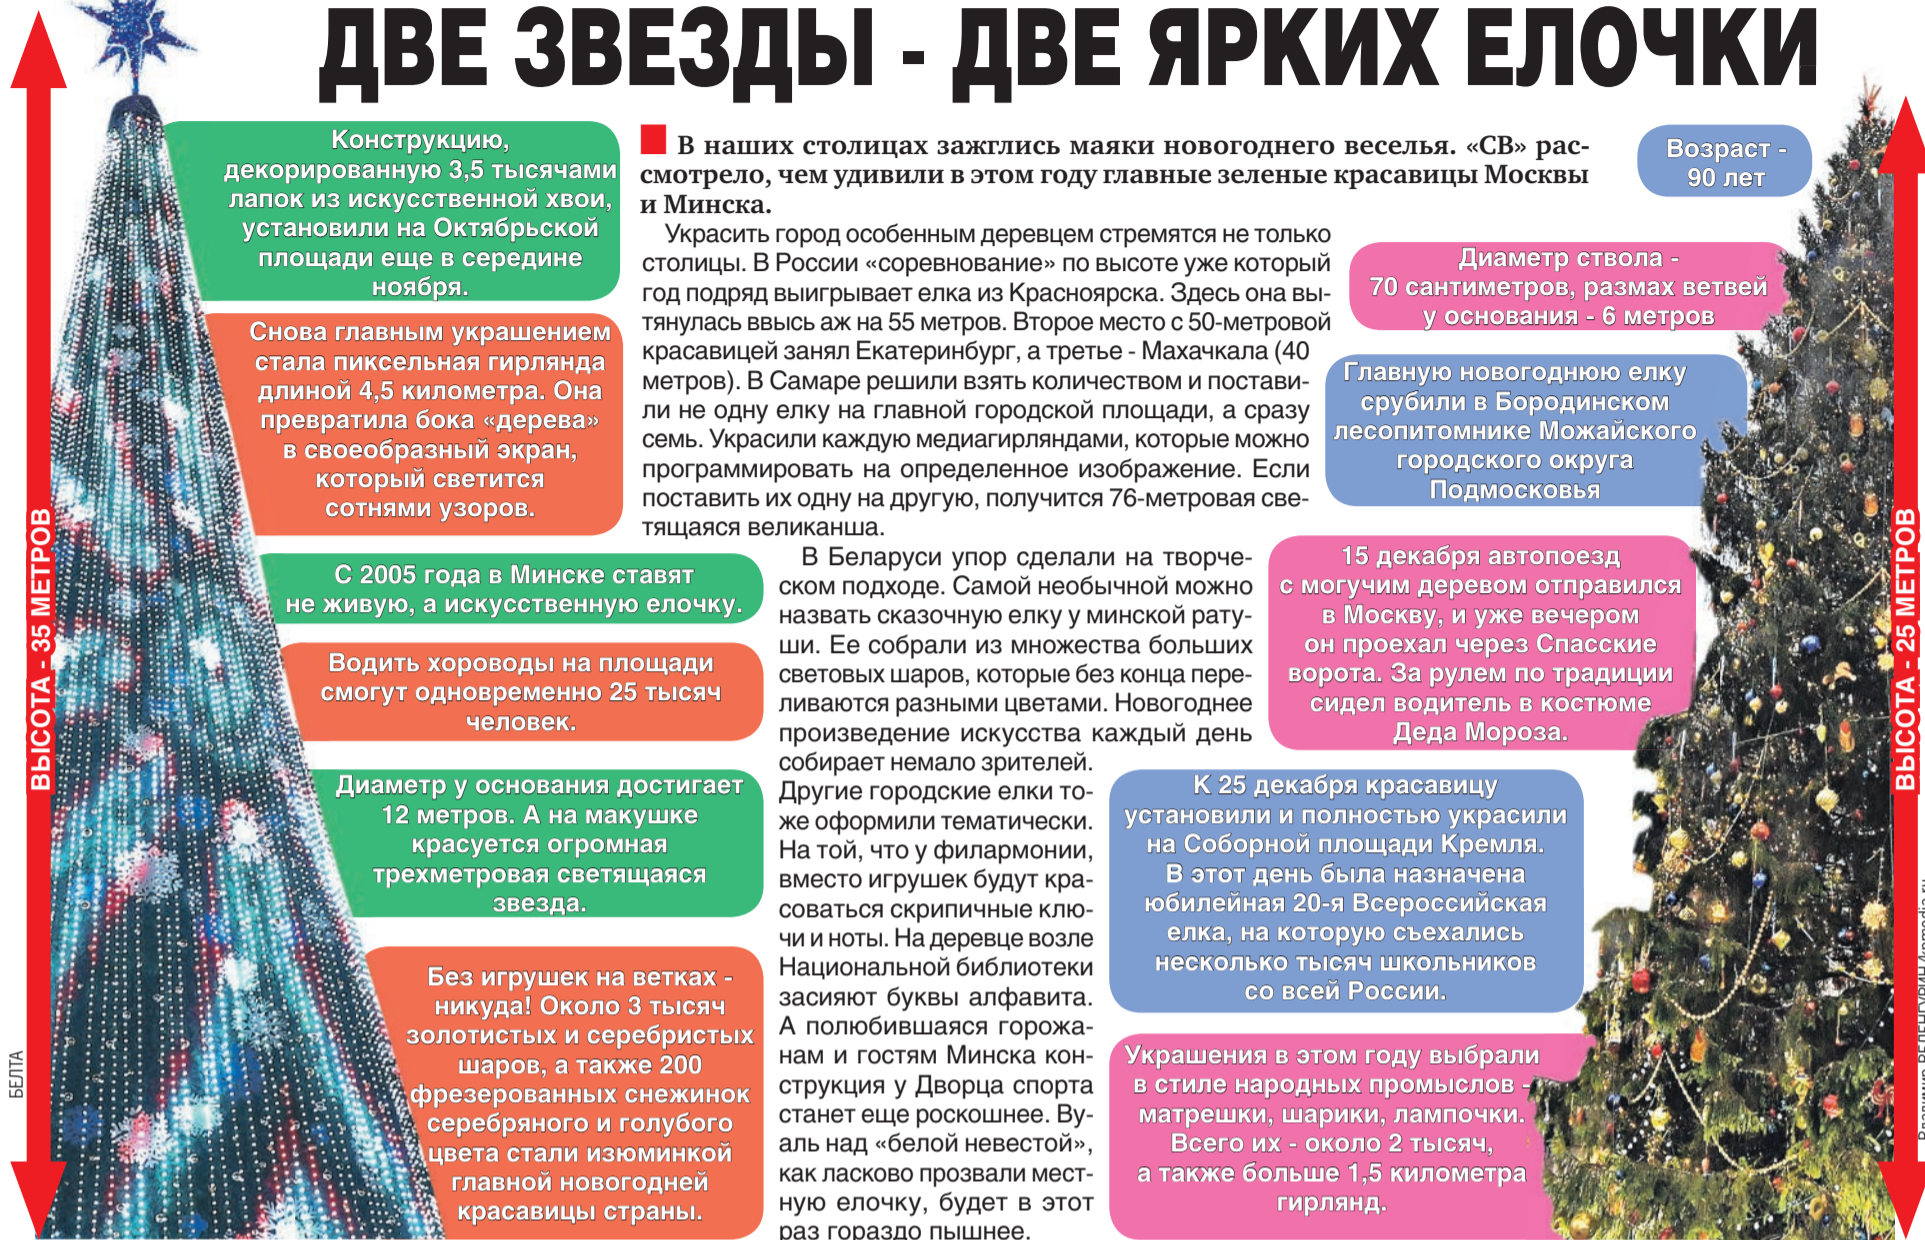 ДВЕ ЗВЕЗДЫ - ДВЕ ЯРКИХ ЕЛОЧКИ
ВЫСОТА - 35 МЕТРОВ
БЕЛТА
Конструкцию,
декорированную 3,5 тысячами
лапок из искусственной хвои,
установили на Октябрьской
площади еще в середине
ноября.
Снова главным украшением
стала пиксельная гирлянда
длиной 4,5 километра. Она
превратила бока «дерева»
в своеобразный экран,
который светится
сотнями узоров.
С 2005 года в Минске ставят
не живую, а искусственную елочку.
Водить хороводы на площади
смогут одновременно 25 тысяч
человек.
Диаметр у основания достигает
12 метров. А на макушке
красуется огромная
трехметровая светящаяся
звезда.
Без игрушек на ветках -
никуда! Около 3 тысяч
золотистых и серебристых
шаров, а также 200
фрезерованных снежинок
серебряного и голубого
цвета стали изюминкой
главной новогодней
красавицы страны.
В наших столицах зажглись маяки новогоднего веселья. «СВ» рас-
смотрело, чем удивили в этом году главные зеленые красавицы Москвы
и Минска.
Украсить город особенным деревцем стремятся не только
столицы. В России «соревнование» по высоте уже который
год подряд выигрывает елка из Красноярска. Здесь она вы-
тянулась ввысь аж на 55 метров. Второе место с 50-метровой
красавицей занял Екатеринбург, а третье - Махачкала (40
метров). В Самаре решили взять количеством и постави-
ли не одну елку на главной городской площади, а сразу
семь. Украсили каждую медиагирляндами, которые можно
программировать на определенное изображение. Если
поставить их одну на другую, получится 76-метровая све-
тящаяся великанша.
В Беларуси упор сделали на творче-
ском подходе. Самой необычной можно
назвать сказочную елку у минской рату-
ши. Ее собрали из множества больших
световых шаров, которые без конца пере-
ливаются разными цветами. Новогоднее
произведение искусства каждый день
собирает немало зрителей.
Другие городские елки то-
же оформили тематически.
На той, что у филармонии,
вместо игрушек будут кра-
соваться скрипичные клю-
чи и ноты. На деревце возле
Национальной библиотеки
засияют буквы алфавита.
А полюбившаяся горожа-
нам и гостям Минска кон-
струкция у Дворца спорта
станет еще роскошнее. Ву-
аль над «белой невестой»,
как ласково прозвали мест-
ную елочку, будет в этот
раз гораздо пышнее.
Возраст -
90 лет
Диаметр ствола -
70 сантиметров, размах ветвей
у основания - 6 метров
Главную новогоднюю елку
срубили в Бородинском
лесопитомнике Можайского
городского округа
Подмосковья
15 декабря автопоезд
с могучим деревом отправился
в Москву, и уже вечером
он проехал через Спасские
ворота. За рулем по традиции
сидел водитель в костюме
Деда Мороза.
К 25 декабря красавицу
установили и полностью украсили
на Соборной площади Кремля.
В этот день была назначена
юбилейная 20-я Всероссийская
елка, на которую съехались
несколько тысяч школьников
со всей России.
Украшения в этом году выбрали
в стиле народных промыслов -
матрешки, шарики, лампочки.
Всего их - около 2 тысяч,
а также больше 1,5 километра
гирлянд.
ВЫСОТА - 25 МЕТРОВ